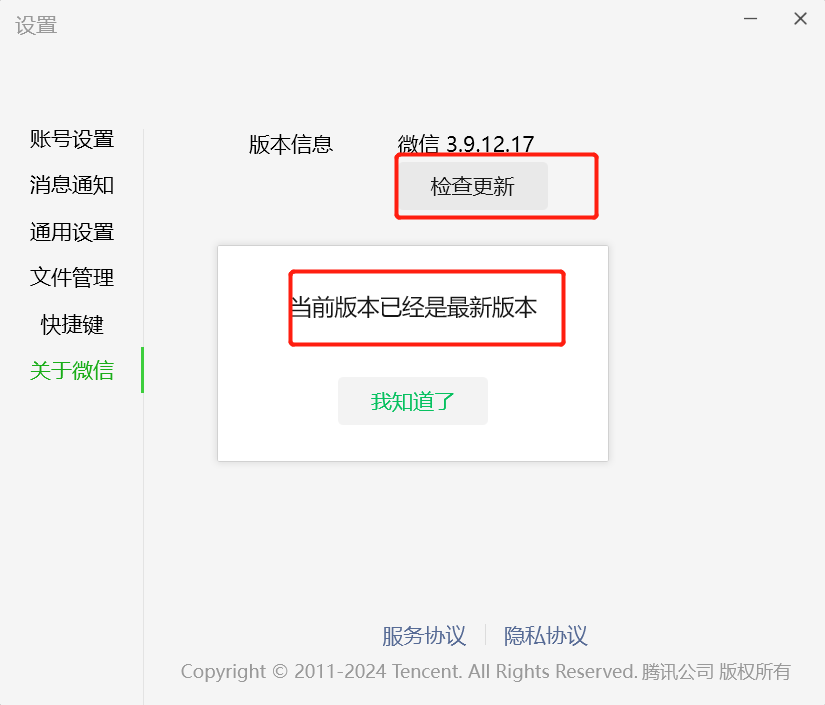 设置
账号设置
消息通知
通用设置
文件管理
快捷键
关于微信
版本信息 微信 3.9.12.17
检查更新
当前版本已经是最新版本
我知道了
服务协议 隐私协议
Copyright © 2011-2024 Tencent. All Rights Reserved. 腾讯公司 版权所有